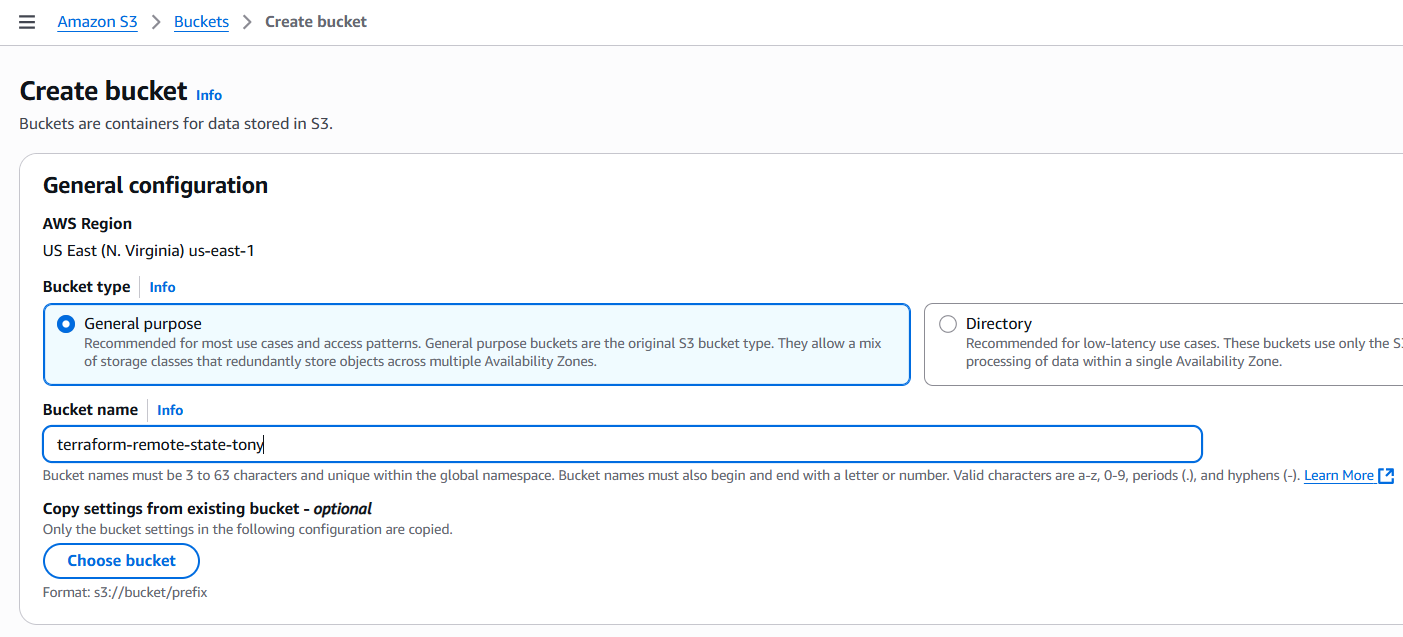 Amazon S3 > Buckets > Create bucket
Create bucket Info
Buckets are containers for data stored in S3.
General configuration
AWS Region
US East (N. Virginia) us-east-1
Bucket type Info
General purpose
Recommended for most use cases and access patterns. General purpose buckets are the original S3 bucket type. They allow a mix
of storage classes that redundantly store objects across multiple Availability Zones.
Directory
Recommended for low-latency use cases. These buckets use only the S
processing of data within a single Availability Zone.
Bucket name Info
terraform-remote-state-tony
Bucket names must be 3 to 63 characters and unique within the global namespace. Bucket names must also begin and end with a letter or number. Valid characters are a-z, 0-9, periods (.), and hyphens (-). Learn More
Copy settings from existing bucket - optional
Only the bucket settings in the following configuration are copied.
Choose bucket
Format: s3://bucket/prefix